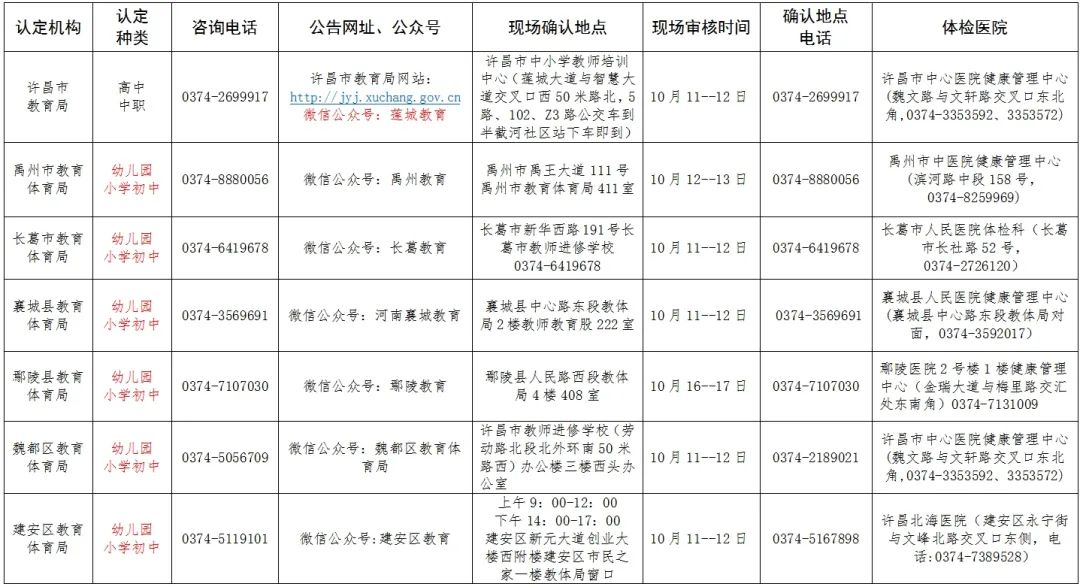 认定机构
认定
种类
咨询电话
公告网址、公众号
现场确认地点
现场审核时间
确认地点
电话
体检医院
许昌市
教育局
高中
中职
0374-2699917
许昌市教育局网站：
http://jyj.xuchang.gov.cn
微信公众号：莲城教育
许昌市中小学教师培训
中心（莲城大道与智慧大
道交叉口西50米路北，5
路、102、Z3路公交车到
半截河社区站下车即到）
10月11--12日
0374-2699917
许昌市中心医院健康管理中心
(魏文路与文轩路交叉口东北
角,0374-3353592、3353572)
禹州市教育
体育局
幼儿园
小学初中
0374-8880056
微信公众号：禹州教育
禹州市禹王大道111号
禹州市教育体育局411室
10月12--13日
0374-8880056
禹州市中医院健康管理中心
(滨河路中段158号，
0374-8259969)
长葛市教育
体育局
幼儿园
小学初中
0374-6419678
微信公众号：长葛教育
长葛市新华西路191号长
葛市教师进修学校
0374-6419678
10月11--12日
0374-6419678
长葛市人民医院体检科（长葛
市长社路52号，
0374-2726120）
襄城县教育
体育局
幼儿园
小学初中
0374-3569691
微信公众号：河南襄城教育
襄城县中心路东段教体
局2楼教师教育股222室
10月11--12日
0374-3569691
襄城县人民医院健康管理中心
(襄城县中心路东段教体局对
面，0374-3592017）
鄢陵县教育
体育局
幼儿园
小学初中
0374-7107030
微信公众号：鄢陵教育
鄢陵县人民路西段教体
局4楼408室
10月16--17日
0374-7107030
鄢陵医院2号楼1楼健康管理
中心（金瑞大道与梅里路交汇
处东南角）0374-7131009
魏都区教育
体育局
幼儿园
小学初中
0374-5056709
微信公众号：魏都区教育体
育局
许昌市教师进修学校（劳
动路北段北外环南50米
路西）办公楼三楼西头办
公室
10月11--12日
0374-2189021
许昌市中心医院健康管理中心
(魏文路与文轩路交叉口东北
角,0374-3353592、3353572)
建安区教育
体育局
幼儿园
小学初中
0374-5119101
微信公众号:建安区教育
上午9：00-12：00
下午14：00-17：00
建安区新元大道创业大
楼西附楼建安区市民之
家一楼教体局窗口
10月11--12日
0374-5167898
许昌北海医院（建安区永宁街
与文峰北路交叉口东侧，电
话:0374-7389528）